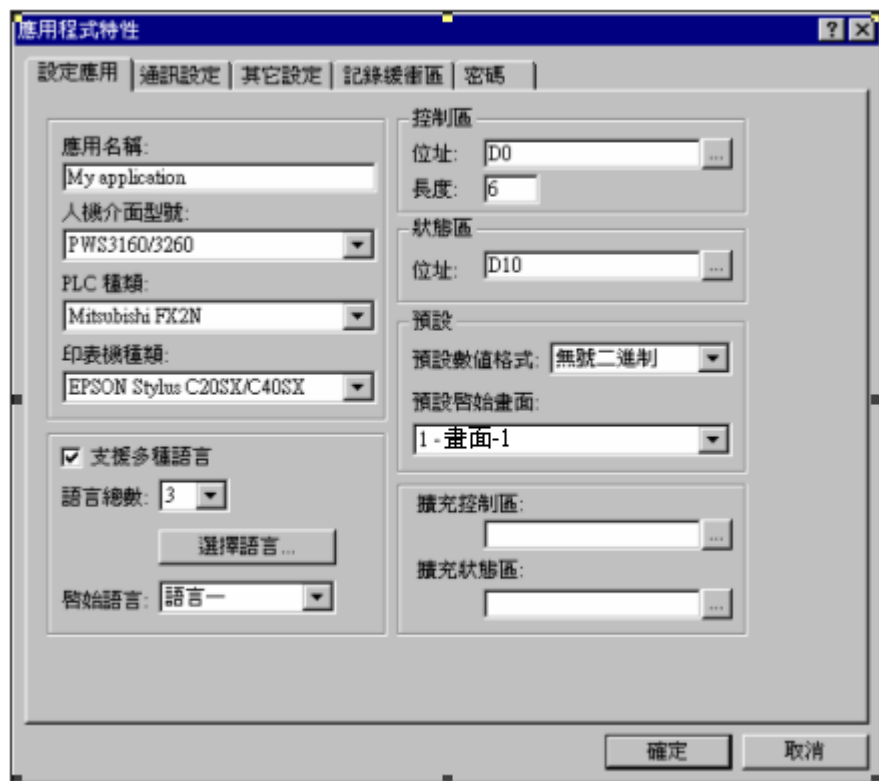 應用程式特性
設定應用 通訊設定 其它設定 記錄緩衝區 密碼
應用名稱:
My application
人機介面型號:
PWS3160/3260
PLC 種類:
Mitsubishi FX2N
印表機種類:
EPSON Stylus C20SX/C40SX
支援多種語言
語言總數: 3
選擇語言...
啓始語言: 語言一
控制區
位址: D0 ...
長度: 6
狀態區
位址: D10 ...
預設
預設數值格式: 無號二進制
預設啓始畫面:
1 - 畫面-1
擴充控制區:
...
擴充狀態區:
...
確定 取消